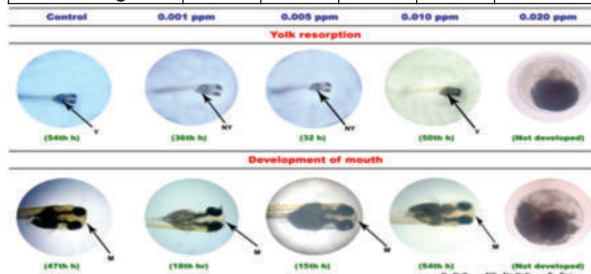 Control 0.001 ppm 0.005 ppm 0.010 ppm 0.020 ppm
Yolk resorption
Y NY NY Y
(54th h) (36th h) (32 h) (50th h) (Not developed)
Development of mouth
M M M M
(47th h) (18th hr) (15th h) (54th h) (Not developed)